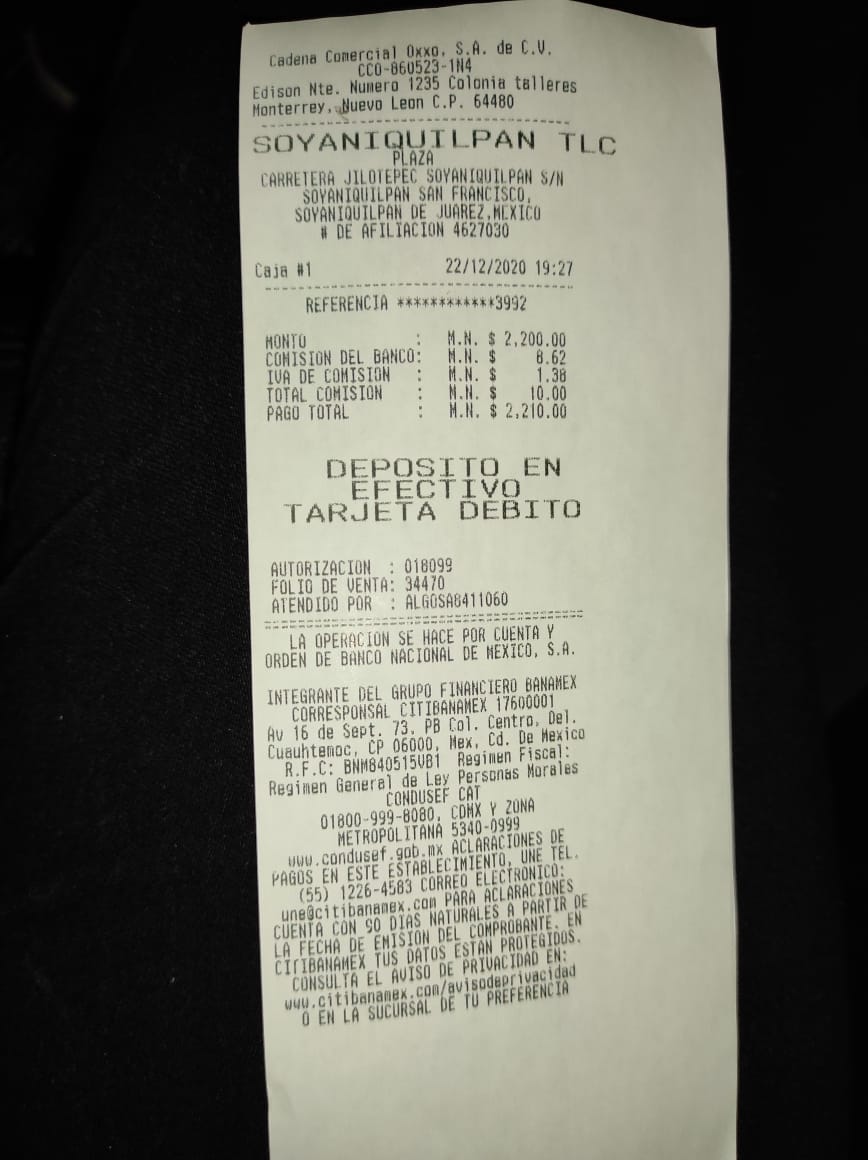 Cadena Comercial Oxxo, S.A. de C.V.
CCO-860523-1N4
Edison Nte. Numero 1235 Colonia talleres
Monterrey, Nuevo Leon C.P. 64480
SOYANIQUILPAN TLC
PLAZA
CARRETERA JILOTEPEC SOYANIQUILPAN S/N
SOYANIQUILPAN SAN FRANCISCO,
SOYANIQUILPAN DE JUAREZ,MEXICO
# DE AFILIACION 4627030
Caja #1 22/12/2020 19:27
REFERENCIA ************3992
MONTO : M.N. $ 2,200.00
COMISION DEL BANCO: M.N. $ 8.62
IVA DE COMISION : M.N. $ 1.38
TOTAL COMISION : M.N. $ 10.00
PAGO TOTAL : M.N. $ 2,210.00
DEPOSITO EN
EFECTIVO
TARJETA DEBITO
AUTORIZACION : 018099
FOLIO DE VENTA: 34470
ATENDIDO POR : ALGOSA8411060
LA OPERACION SE HACE POR CUENTA Y
ORDEN DE BANCO NACIONAL DE MEXICO, S.A.
INTEGRANTE DEL GRUPO FINANCIERO BANAMEX
CORRESPONSAL CITIBANAMEX 17600001
Av 16 de Sept. 73, PB Col. Centro, Del.
Cuauhtemoc, CP 06000, Mex, Cd. De Mexico
R.F.C: BNM840515VB1 Regimen Fiscal:
Regimen General de Ley Personas Morales
CONDUSEF CAT
01800-999-8080, CDMX Y ZONA
METROPOLITANA 5340-0999
www.condusef.gob.mx ACLARACIONES DE
PAGOS EN ESTE ESTABLECIMIENTO, UNE TEL.
(55) 1226-4583 CORREO ELECTRONICO:
une@citibanamex.com PARA ACLARACIONES
CUENTA CON 90 DIAS NATURALES A PARTIR DE
LA FECHA DE EMISION DEL COMPROBANTE. EN
CITIBANAMEX TUS DATOS ESTAN PROTEGIDOS.
CONSULTA EL AVISO DE PRIVACIDAD EN:
www.citibanamex.com/avisodeprivacidad
O EN LA SUCURSAL DE TU PREFERENCIA